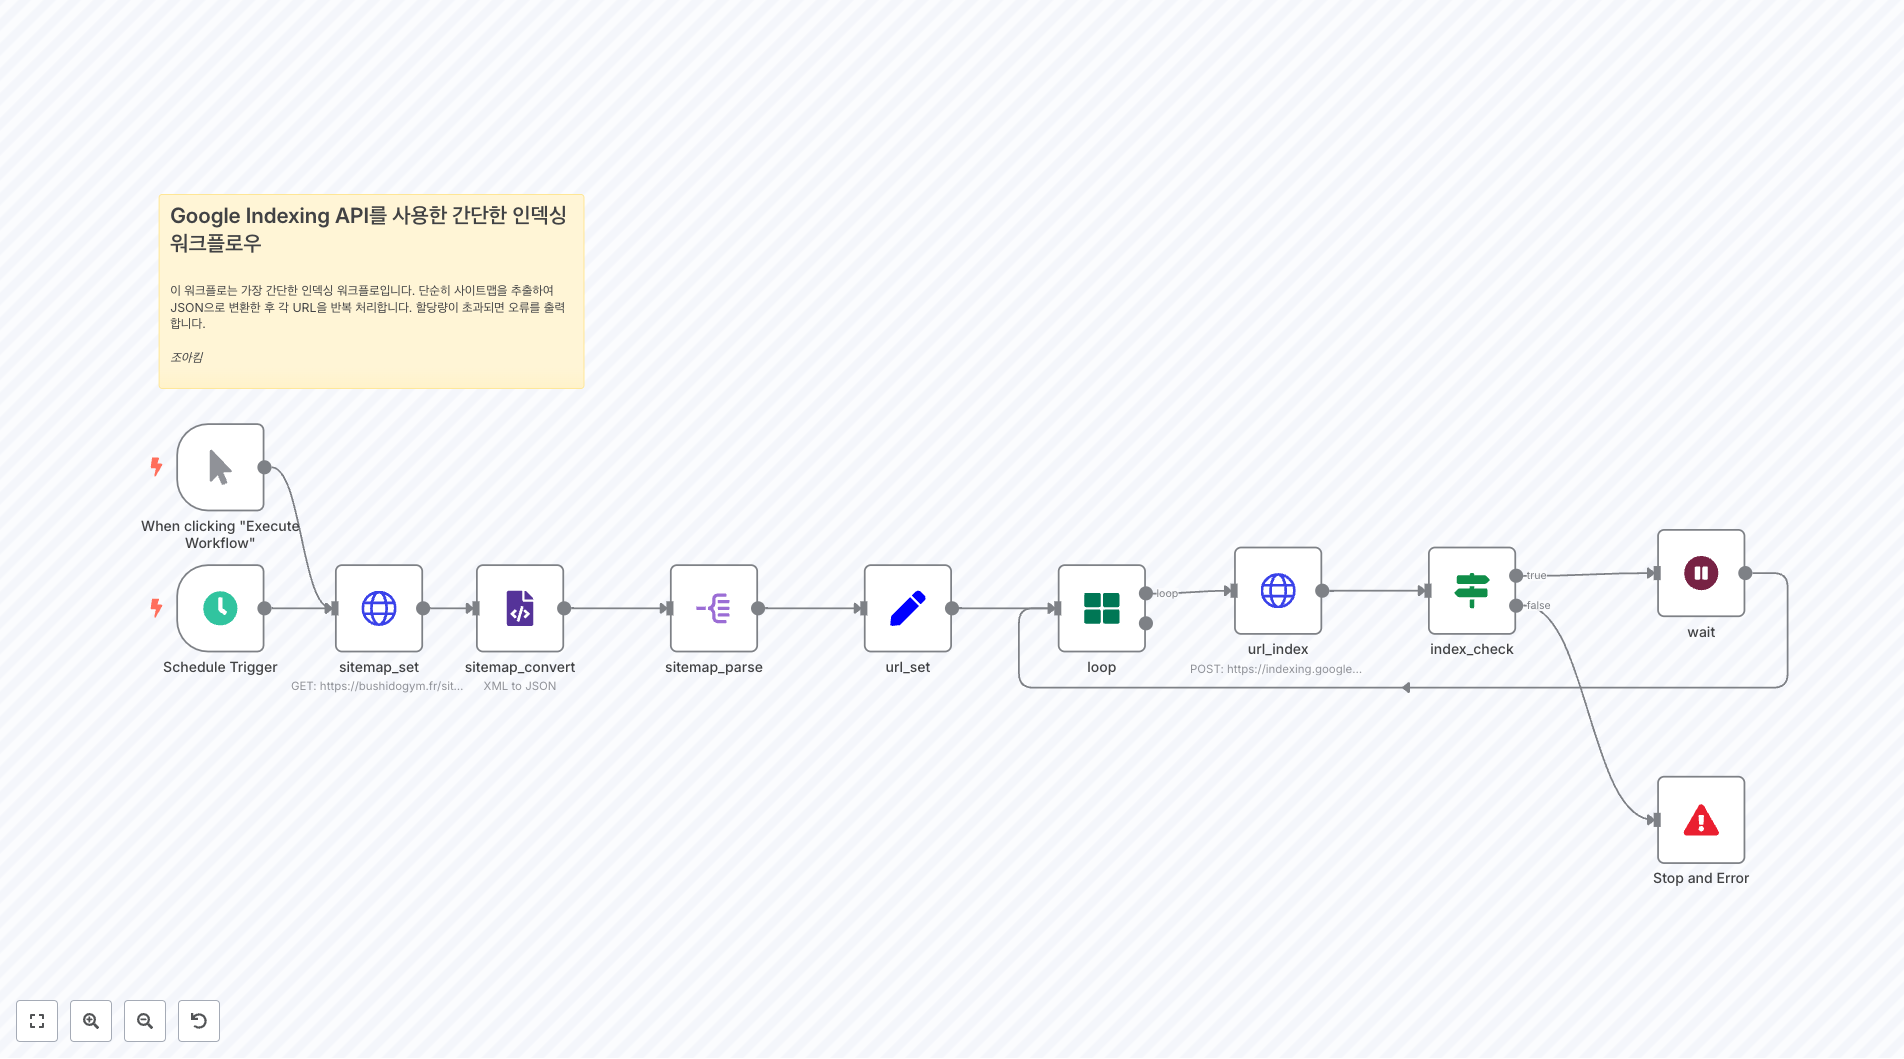 Google Indexing API를 사용한 간단한 인덱싱
워크플로우
이 워크플로는 가장 간단한 인덱싱 워크플로입니다. 단순히 사이트맵을 추출하여
JSON으로 변환한 후 각 URL을 반복 처리합니다. 할당량이 초과되면 오류를 출력
합니다.
조아킴
When clicking "Execute
Workflow"
Schedule Trigger
sitemap_set
GET: https://bushidogym.fr/sit...
sitemap_convert
XML to JSON
sitemap_parse
url_set
loop
loop
url_index
POST: https://indexing.google...
index_check
true
false
wait
Stop and Error